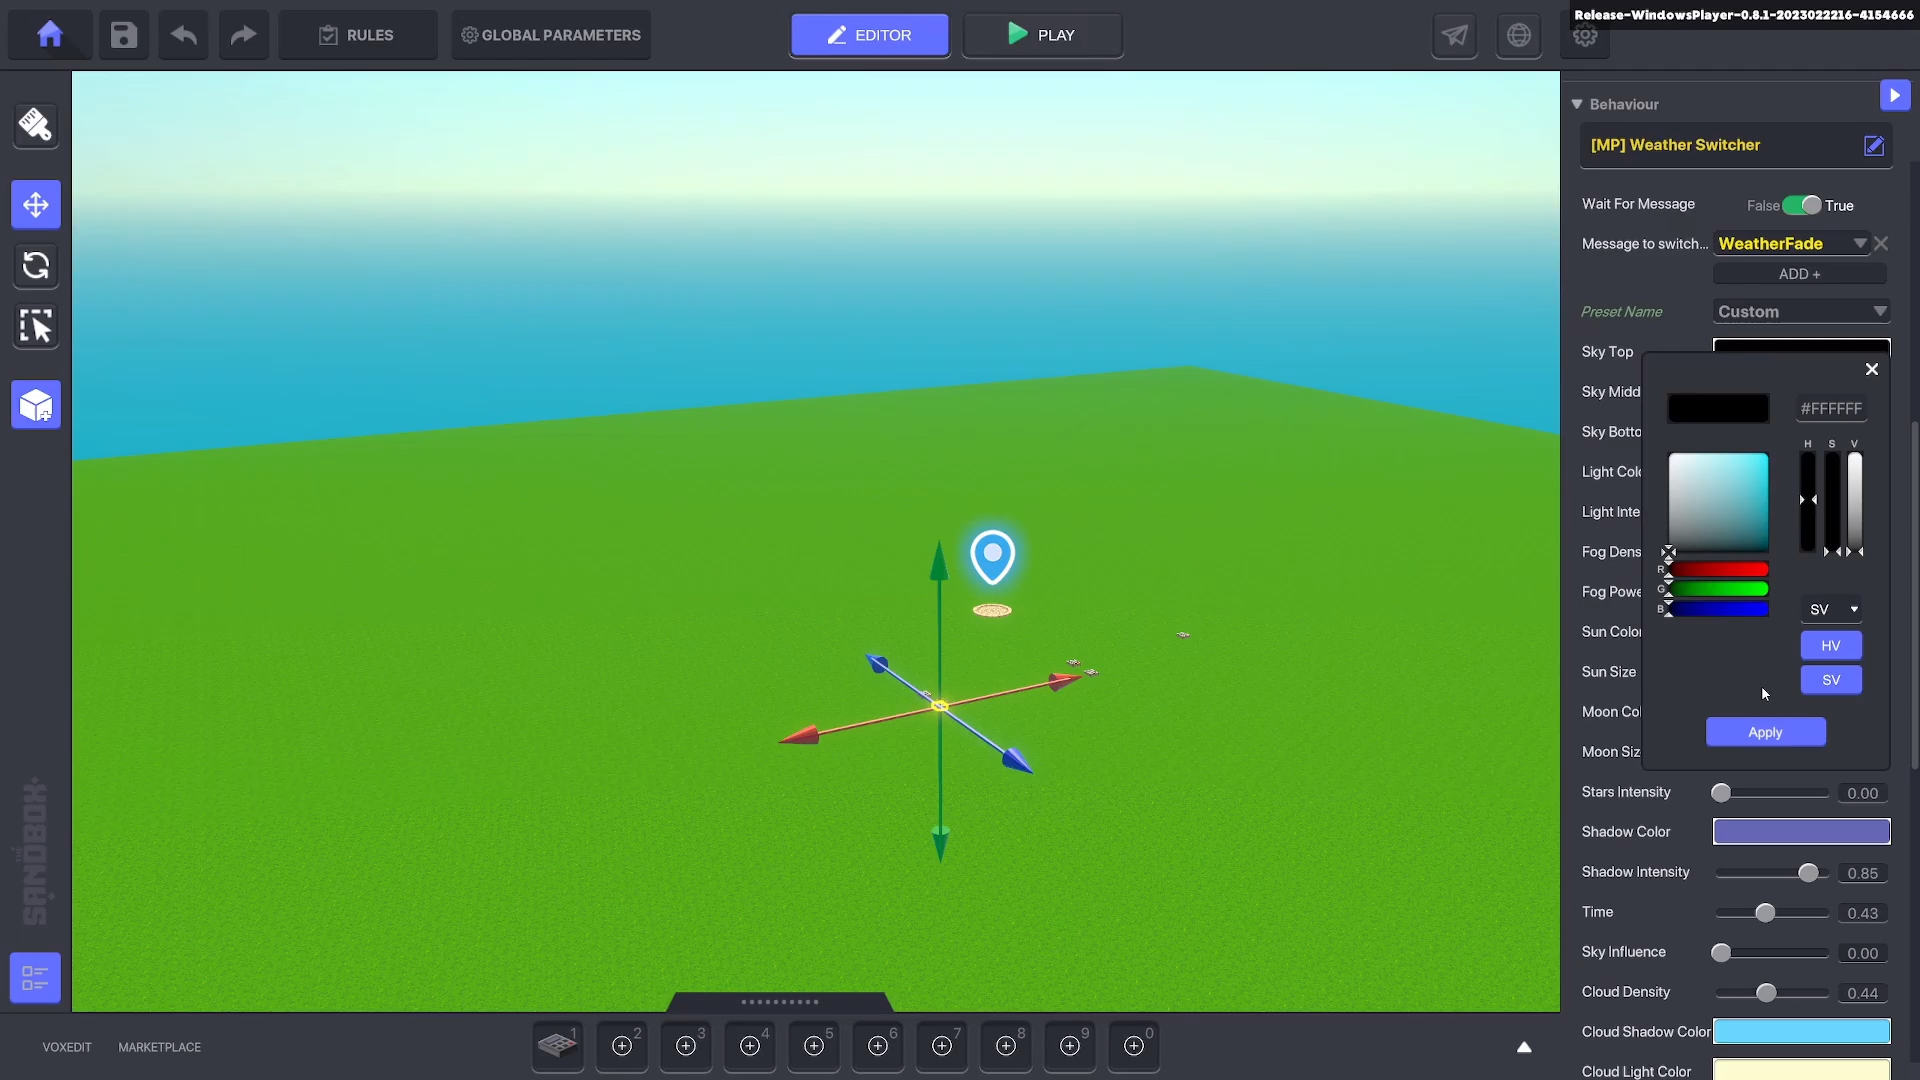 Release-WindowsPlayer-0.8.1-2023022216-4154666
RULES
GLOBAL PARAMETERS
EDITOR
PLAY
Behaviour
[MP] Weather Switcher
Wait For Message
False
True
Message to switch...
WeatherFade
ADD +
Preset Name
Custom
Sky Top
Sky Midd
#FFFFFF
Sky Botto
H S V
Light Colo
Light Inte
Fog Dens
R
Fog Powe
G
B
SV
Sun Color
HV
Sun Size
SV
Moon Col
Apply
Moon Siz
Stars Intensity
0.00
Shadow Color
Shadow Intensity
0.85
Time
0.43
Sky Influence
0.00
Cloud Density
0.44
Cloud Shadow Color
Cloud Light Color
THE SANDBOX
VOXEDIT
MARKETPLACE
1 2 3 4 5 6 7 8 9 0